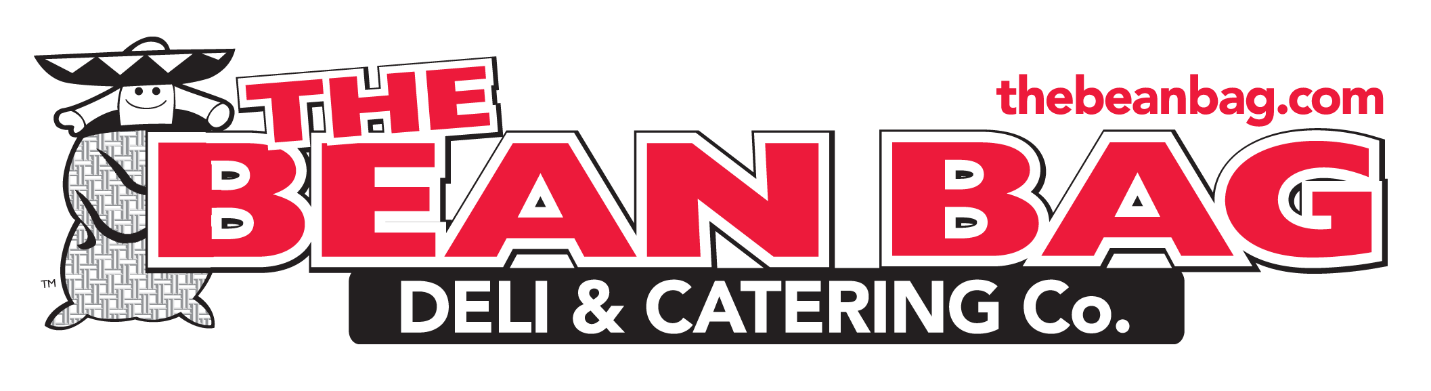 THE
thebeanbag.com
BEAN BAG
DELI & CATERING Co.
TM